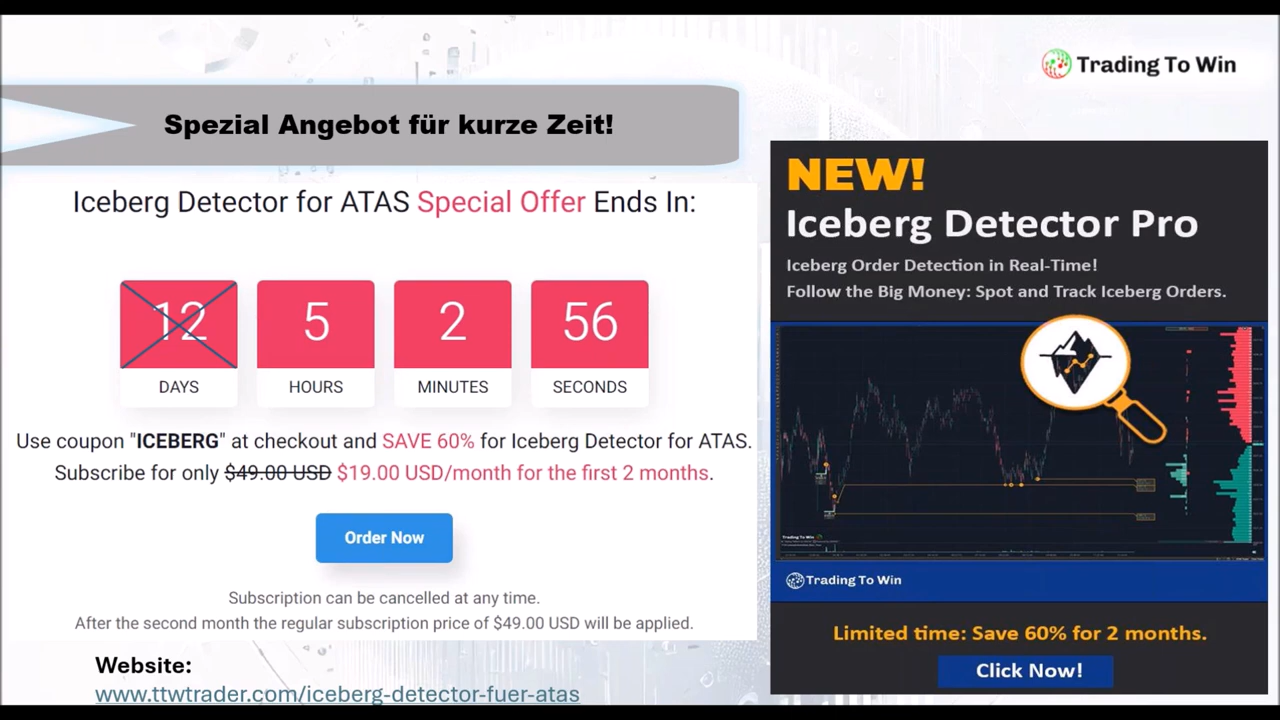 Trading To Win
Spezial Angebot für kurze Zeit!
Iceberg Detector for ATAS Special Offer Ends In:
12
5
2
56
DAYS
HOURS
MINUTES
SECONDS
Use coupon "ICEBERG" at checkout and SAVE 60% for Iceberg Detector for ATAS.
Subscribe for only $49.00 USD $19.00 USD/month for the first 2 months.
Order Now
Subscription can be cancelled at any time.
After the second month the regular subscription price of $49.00 USD will be applied.
Website:
www.ttwtrader.com/iceberg-detector-fuer-atas
NEW!
Iceberg Detector Pro
Iceberg Order Detection in Real-Time!
Follow the Big Money: Spot and Track Iceberg Orders.
Trading To Win
Trading To Win
Limited time: Save 60% for 2 months.
Click Now!